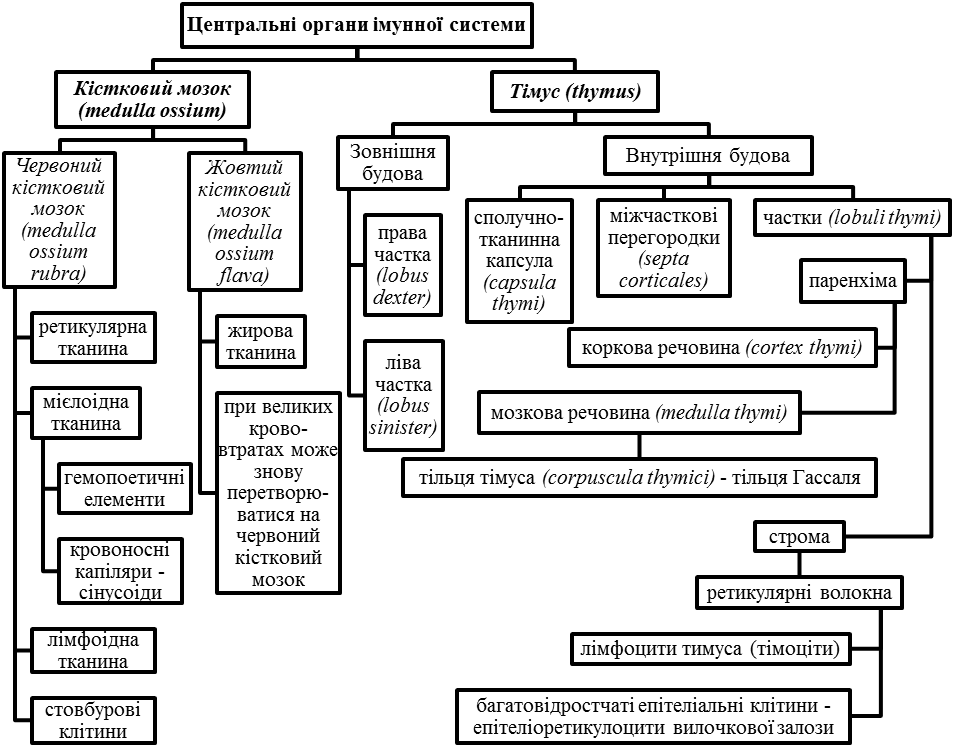 Центральні органи імунної системи
Кістковий мозок
(medulla ossium)
Тімус (thymus)
Червоний
кістковий
мозок
(medulla
ossium
rubra)
Жовтий
кістковий
мозок
(medulla
ossium
flava)
Зовнішня
будова
Внутрішня будова
ретикулярна
тканина
мієлоідна
тканина
гемопоетичні
елементи
кровоносні
капіляри -
сінусоіди
лімфоідна
тканина
стовбурові
клітини
жирова
тканина
при великих
крово-
втратах може
знову
перетворю-
ватися на
червоний
кістковий
мозок
права
частка
(lobus
dexter)
ліва
частка
(lobus
sinister)
сполучно-
тканинна
капсула
(capsula
thymi)
міжчасткові
перегородки
(septa
corticales)
частки (lobuli thymi)
паренхіма
коркова речовина (cortex thymi)
мозкова речовина (medulla thymi)
тільця тімуса (corpuscula thymici) - тільця Гассаля
строма
ретикулярні волокна
лімфоцити тимуса (тімоціти)
багатовідростчаті епітеліальні клітини -
епітеліоретикулоцити вилочкової залози